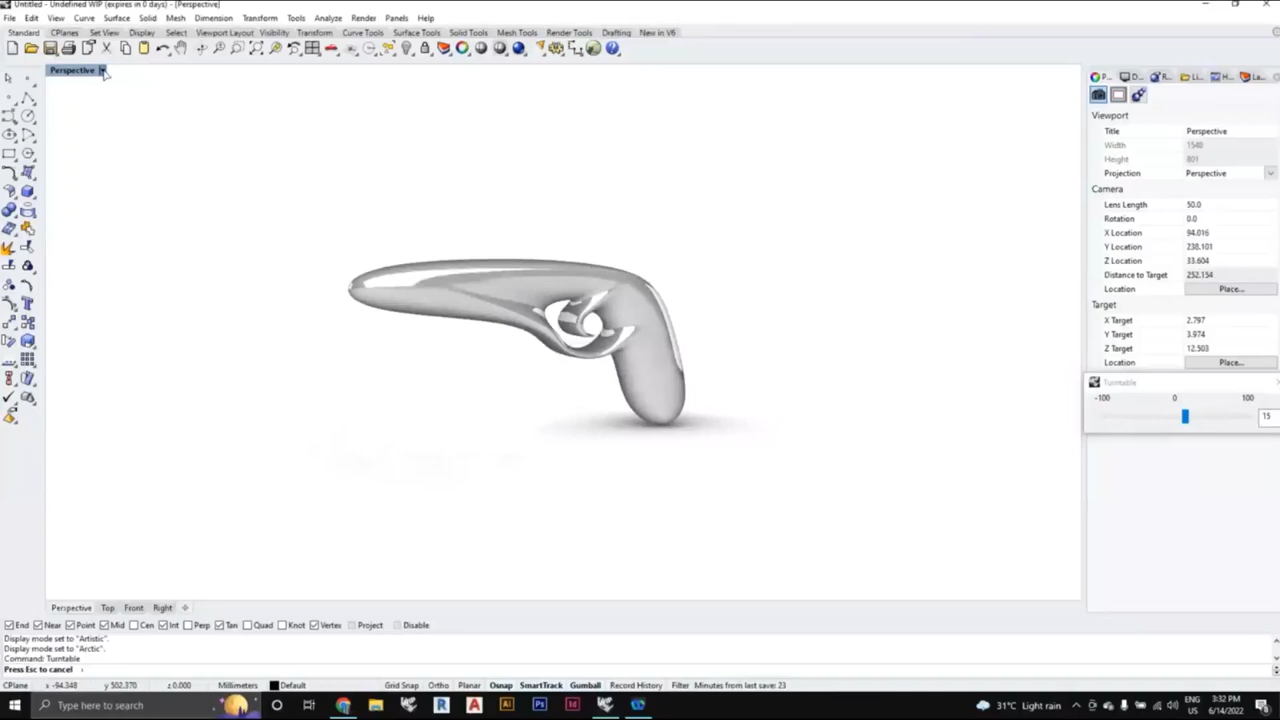 Untitled - Undefined WIP (expires in 0 days) - [Perspective]
File Edit View Curve Surface Solid Mesh Dimension Transform Tools Analyze Render Panels Help
Standard CPlanes Set View Display Select Viewport Layout Visibility Transform Curve Tools Surface Tools Solid Tools Mesh Tools Render Tools Drafting New in V6
Perspective
P... D... R... Li... H... La...
Viewport
Title Perspective
Width 1540
Height 801
Projection Perspective
Camera
Lens Length 50.0
Rotation 0.0
X Location 94.016
Y Location 238.101
Z Location 33.604
Distance to Target 252.154
Location Place...
Target
X Target 2.797
Y Target 3.974
Z Target 12.503
Location Place...
Turntable
-100 0 100
15
Perspective Top Front Right
End Near Point Mid Cen Int Perp Tan Quad Knot Vertex Project Disable
Display mode set to "Artistic".
Display mode set to "Arctic".
Command: Turntable
Press Esc to cancel
CPlane x -94.348 y 502.370 z 0.000 Millimeters Default Grid Snap Ortho Planar Osnap SmartTrack Gumball Record History Filter Minutes from last save: 23
Type here to search R A Ai Ps Id 31°C Light rain ENG 3:32 PM
US 6/14/2022